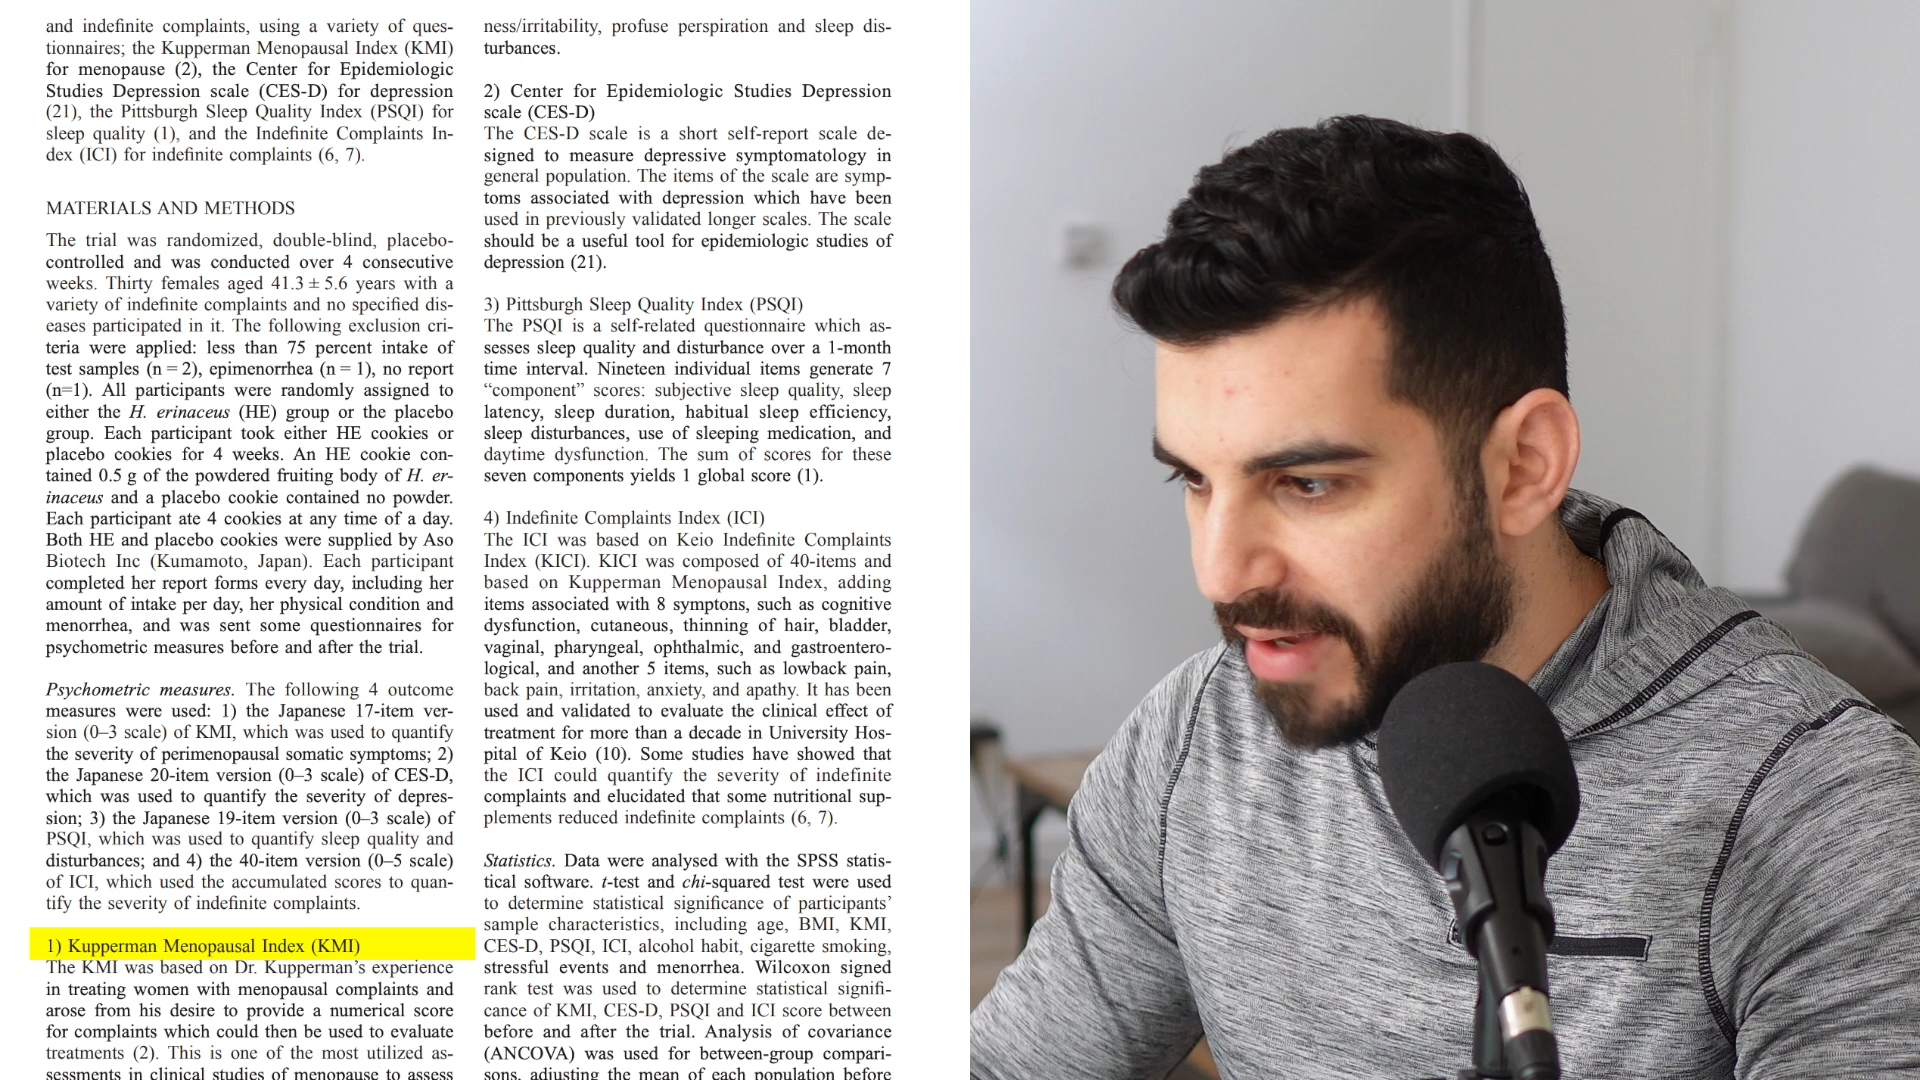 and indefinite complaints, using a variety of ques-
tionnaires; the Kupperman Menopausal Index (KMI)
for menopause (2), the Center for Epidemiologic
Studies Depression scale (CES-D) for depression
(21), the Pittsburgh Sleep Quality Index (PSQI) for
sleep quality (1), and the Indefinite Complaints In-
dex (ICI) for indefinite complaints (6, 7).
MATERIALS AND METHODS
The trial was randomized, double-blind, placebo-
controlled and was conducted over 4 consecutive
weeks. Thirty females aged 41.3 ± 5.6 years with a
variety of indefinite complaints and no specified dis-
eases participated in it. The following exclusion cri-
teria were applied: less than 75 percent intake of
test samples (n = 2), epimenorrhea (n = 1), no report
(n=1). All participants were randomly assigned to
either the H. erinaceus (HE) group or the placebo
group. Each participant took either HE cookies or
placebo cookies for 4 weeks. An HE cookie con-
tained 0.5 g of the powdered fruiting body of H. er-
inaceus and a placebo cookie contained no powder.
Each participant ate 4 cookies at any time of a day.
Both HE and placebo cookies were supplied by Aso
Biotech Inc (Kumamoto, Japan). Each participant
completed her report forms every day, including her
amount of intake per day, her physical condition and
menorrhea, and was sent some questionnaires for
psychometric measures before and after the trial.
Psychometric measures. The following 4 outcome
measures were used: 1) the Japanese 17-item ver-
sion (0–3 scale) of KMI, which was used to quantify
the severity of perimenopausal somatic symptoms; 2)
the Japanese 20-item version (0–3 scale) of CES-D,
which was used to quantify the severity of depres-
sion; 3) the Japanese 19-item version (0–3 scale) of
PSQI, which was used to quantify sleep quality and
disturbances; and 4) the 40-item version (0–5 scale)
of ICI, which used the accumulated scores to quan-
tify the severity of indefinite complaints.
1) Kupperman Menopausal Index (KMI)
The KMI was based on Dr. Kupperman’s experience
in treating women with menopausal complaints and
arose from his desire to provide a numerical score
for complaints which could then be used to evaluate
treatments (2). This is one of the most utilized as-
sessments in clinical studies of menopause to assess
ness/irritability, profuse perspiration and sleep dis-
turbances.
2) Center for Epidemiologic Studies Depression
scale (CES-D)
The CES-D scale is a short self-report scale de-
signed to measure depressive symptomatology in
general population. The items of the scale are symp-
toms associated with depression which have been
used in previously validated longer scales. The scale
should be a useful tool for epidemiologic studies of
depression (21).
3) Pittsburgh Sleep Quality Index (PSQI)
The PSQI is a self-related questionnaire which as-
sesses sleep quality and disturbance over a 1-month
time interval. Nineteen individual items generate 7
“component” scores: subjective sleep quality, sleep
latency, sleep duration, habitual sleep efficiency,
sleep disturbances, use of sleeping medication, and
daytime dysfunction. The sum of scores for these
seven components yields 1 global score (1).
4) Indefinite Complaints Index (ICI)
The ICI was based on Keio Indefinite Complaints
Index (KICI). KICI was composed of 40-items and
based on Kupperman Menopausal Index, adding
items associated with 8 symptons, such as cognitive
dysfunction, cutaneous, thinning of hair, bladder,
vaginal, pharyngeal, ophthalmic, and gastroentero-
logical, and another 5 items, such as lowback pain,
back pain, irritation, anxiety, and apathy. It has been
used and validated to evaluate the clinical effect of
treatment for more than a decade in University Hos-
pital of Keio (10). Some studies have showed that
the ICI could quantify the severity of indefinite
complaints and elucidated that some nutritional sup-
plements reduced indefinite complaints (6, 7).
Statistics. Data were analysed with the SPSS statis-
tical software. t-test and chi-squared test were used
to determine statistical significance of participants’
sample characteristics, including age, BMI, KMI,
CES-D, PSQI, ICI, alcohol habit, cigarette smoking,
stressful events and menorrhea. Wilcoxon signed
rank test was used to determine statistical signifi-
cance of KMI, CES-D, PSQI and ICI score between
before and after the trial. Analysis of covariance
(ANCOVA) was used for between-group compari-
sons, adjusting the mean of each population before